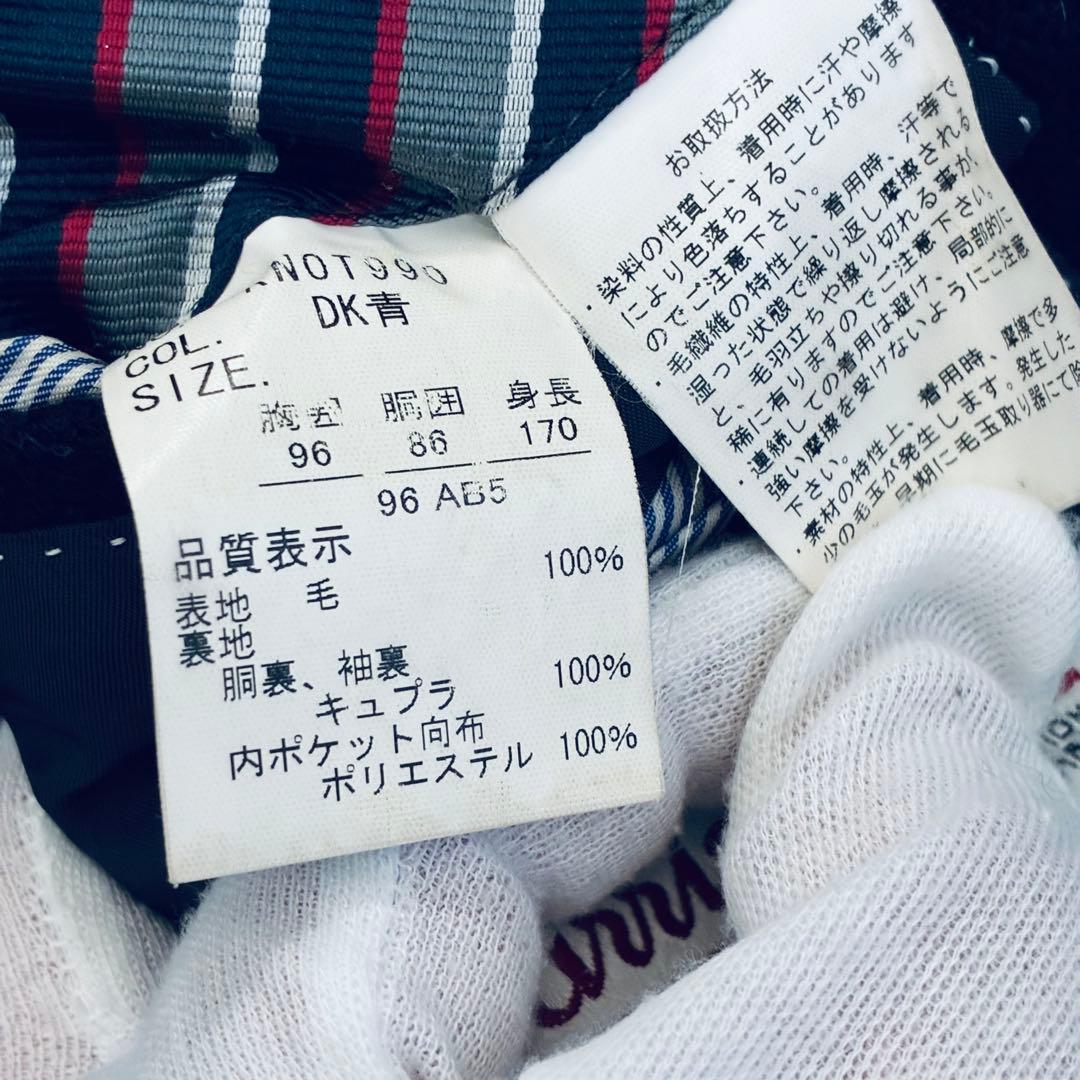 KNOT996
COL. DK青
SIZE.
胸囲 胴囲 身長
96 86 170
96 AB5
品質表示
表地 毛 100%
裏地
胴裏、袖裏
キュプラ 100%
内ポケット向布
ポリエステル 100%
お取扱方法
・染料の性質上、着用時に汗や摩擦
により色落ちすることがあります
のでご注意下さい。
・毛繊維の特性上、着用時、汗等で
湿った状態で繰り返し摩擦される
と、毛羽立ちや擦り切れる事が、
稀に有りますのでご注意下さい。
・連続しての着用は避け、局部的に
強い摩擦を受けないようにご注意
下さい。
・素材の特性上、着用時、摩擦で多
少の毛玉が発生します。発生した
早期に毛玉取り器にて除